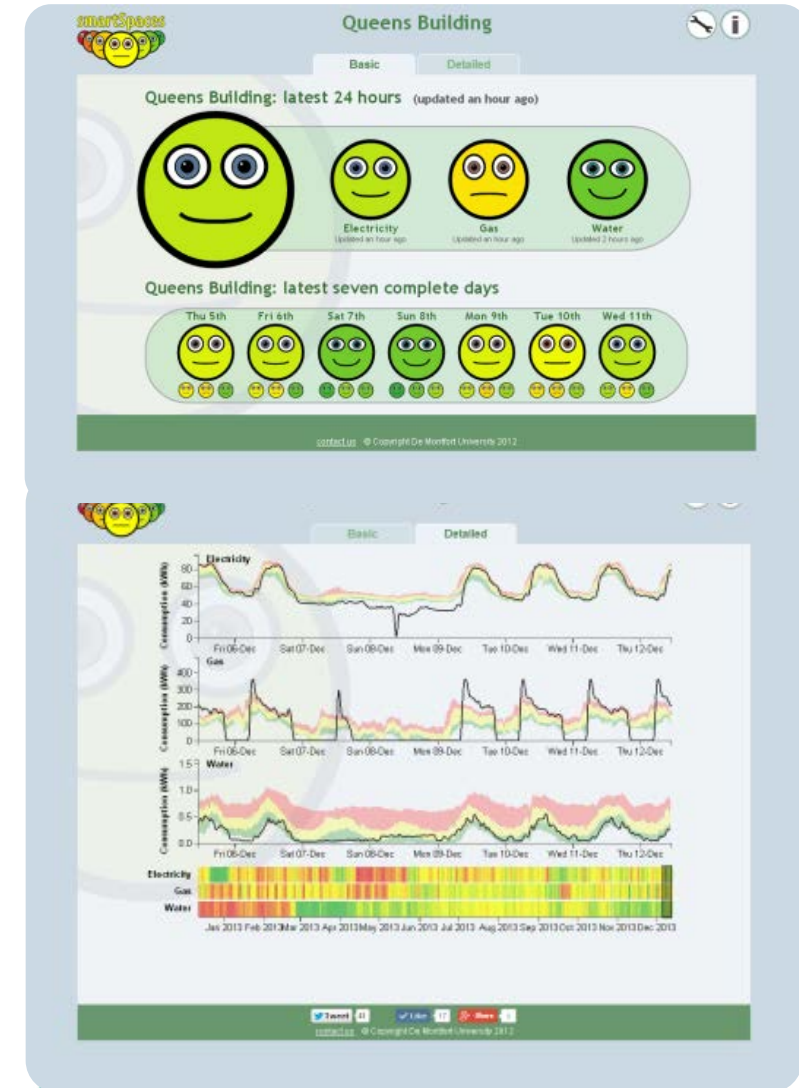 smartSpaces
Queens Building
i
Basic Detailed
Queens Building: latest 24 hours (updated an hour ago)
Electricity Gas Water
Updated an hour ago Updated an hour ago Updated 2 hours ago
Queens Building: latest seven complete days
Thu 5th Fri 6th Sat 7th Sun 8th Mon 9th Tue 10th Wed 11th
contact us © Copyright De Montfort University 2012
Basic Detailed
Electricity
Consumption (kWh)
80
60
40
20
0
Fri 06-Dec Sat 07-Dec Sun 08-Dec Mon 09-Dec Tue 10-Dec Wed 11-Dec Thu 12-Dec
Gas
Consumption (kWh)
400
300
200
100
0
Fri 06-Dec Sat 07-Dec Sun 08-Dec Mon 09-Dec Tue 10-Dec Wed 11-Dec Thu 12-Dec
Water
Consumption (kWh)
1.5
1.0
0.5
0.0
Fri 06-Dec Sat 07-Dec Sun 08-Dec Mon 09-Dec Tue 10-Dec Wed 11-Dec Thu 12-Dec
Electricity
Gas
Water
Jan 2013 Feb 2013 Mar 2013 Apr 2013 May 2013 Jun 2013 Jul 2013 Aug 2013 Sep 2013 Oct 2013 Nov 2013 Dec 2013
Tweet Like 17 Share
contact us © Copyright De Montfort University 2012